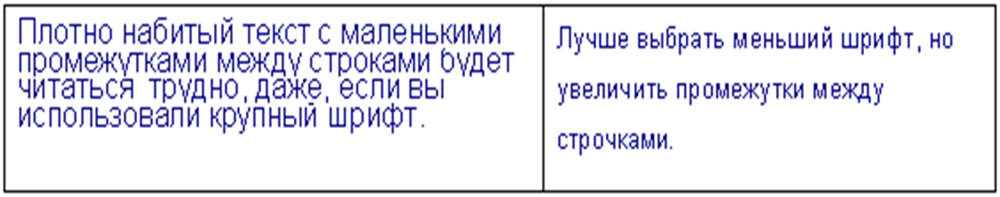 Плотно набитый текст с маленькими
промежутками между строками будет
читаться трудно, даже, если вы
использовали крупный шрифт.
Лучше выбрать меньший шрифт, но
увеличить промежутки между
строчками.